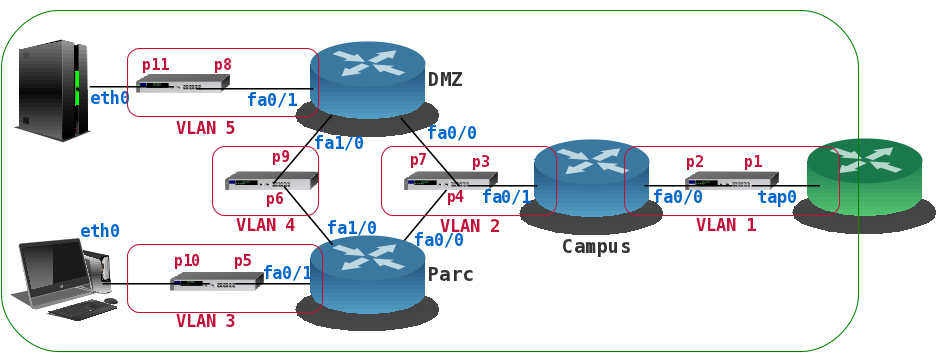 p11 p8
DMZ
eth0
fa0/1
VLAN 5
fa1/0
fa0/0
p9
p7 p3
p2 p1
p6
p4
fa0/1
fa0/0
tap0
VLAN 4
VLAN 2
VLAN 1
eth0
fa1/0
fa0/0
Campus
p10 p5
fa0/1
Parc
VLAN 3